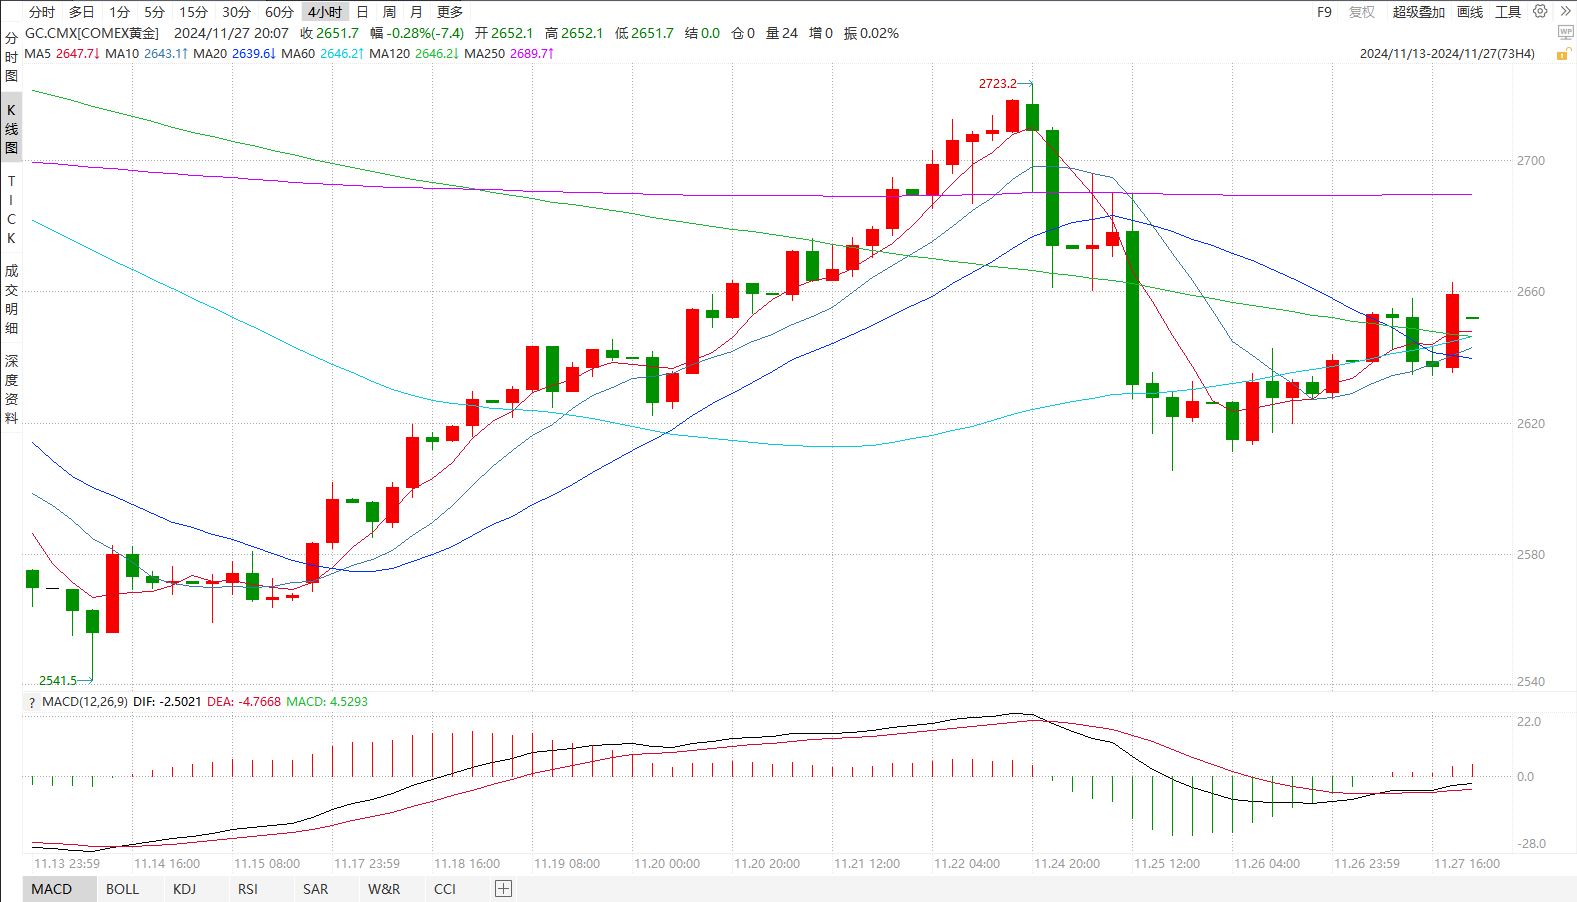 分时 多日 1分 5分 15分 30分 60分 4小时 日 周 月 更多 F9 复权 超级叠加 画线 工具
GC.CMX[COMEX黄金] 2024/11/27 20:07 收 2651.7 幅 -0.28%(-7.4) 开 2652.1 高 2652.1 低 2651.7 结 0.0 仓 0 量 24 增 0 振 0.02% WP
MA5 2647.7↓ MA10 2643.1↑ MA20 2639.6↓ MA60 2646.2↑ MA120 2646.2↓ MA250 2689.7↑ 2024/11/13-2024/11/27(73H4)
分时图
K线图
TICK
成交明细
深度资料
2723.2
2541.5
2700
2660
2620
2580
2540
? MACD(12,26,9) DIF: -2.5021 DEA: -4.7668 MACD: 4.5293
22.0
0.0
-28.0
11.13 23:59 11.14 16:00 11.15 08:00 11.17 23:59 11.18 16:00 11.19 08:00 11.20 00:00 11.20 20:00 11.21 12:00 11.22 04:00 11.24 20:00 11.25 12:00 11.26 04:00 11.26 23:59 11.27 16:00
MACD BOLL KDJ RSI SAR W&R CCI